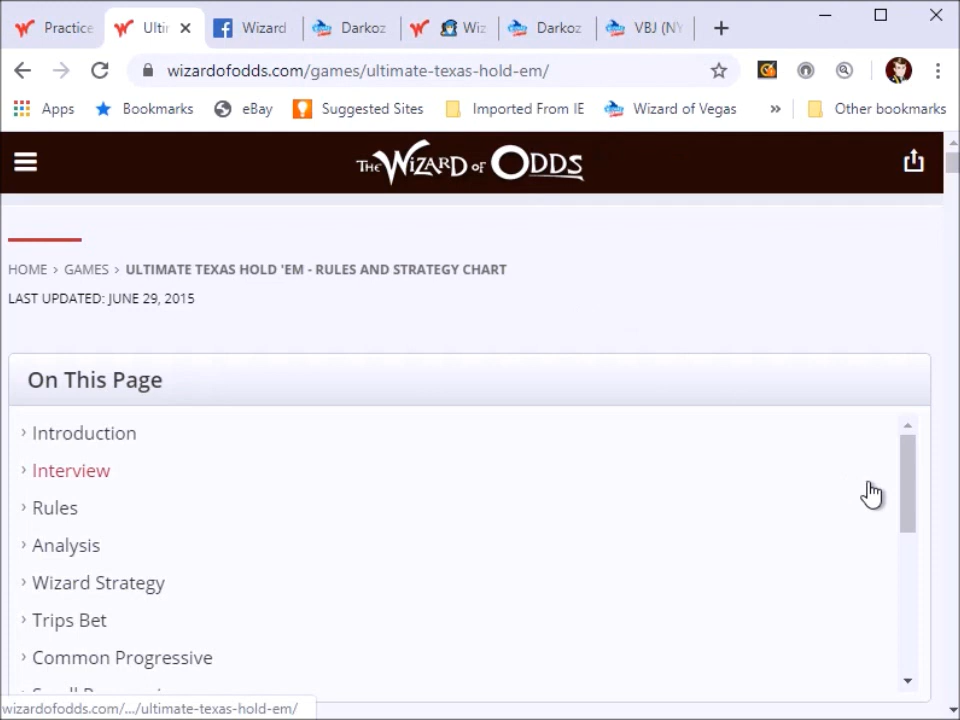 Practice
Ultir
Wizard
Darkoz
Wiz
Darkoz
VBJ (NY
wizardofodds.com/games/ultimate-texas-hold-em/
Apps
Bookmarks
eBay
Suggested Sites
Imported From IE
Wizard of Vegas
»
Other bookmarks
THE WIZARD OF ODDS
HOME > GAMES > ULTIMATE TEXAS HOLD 'EM - RULES AND STRATEGY CHART
LAST UPDATED: JUNE 29, 2015
On This Page
› Introduction
› Interview
› Rules
› Analysis
› Wizard Strategy
› Trips Bet
› Common Progressive
wizardofodds.com/.../ultimate-texas-hold-em/